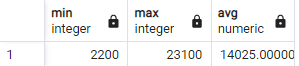 min max avg
integer integer numeric
1 2200 23100 14025.00000